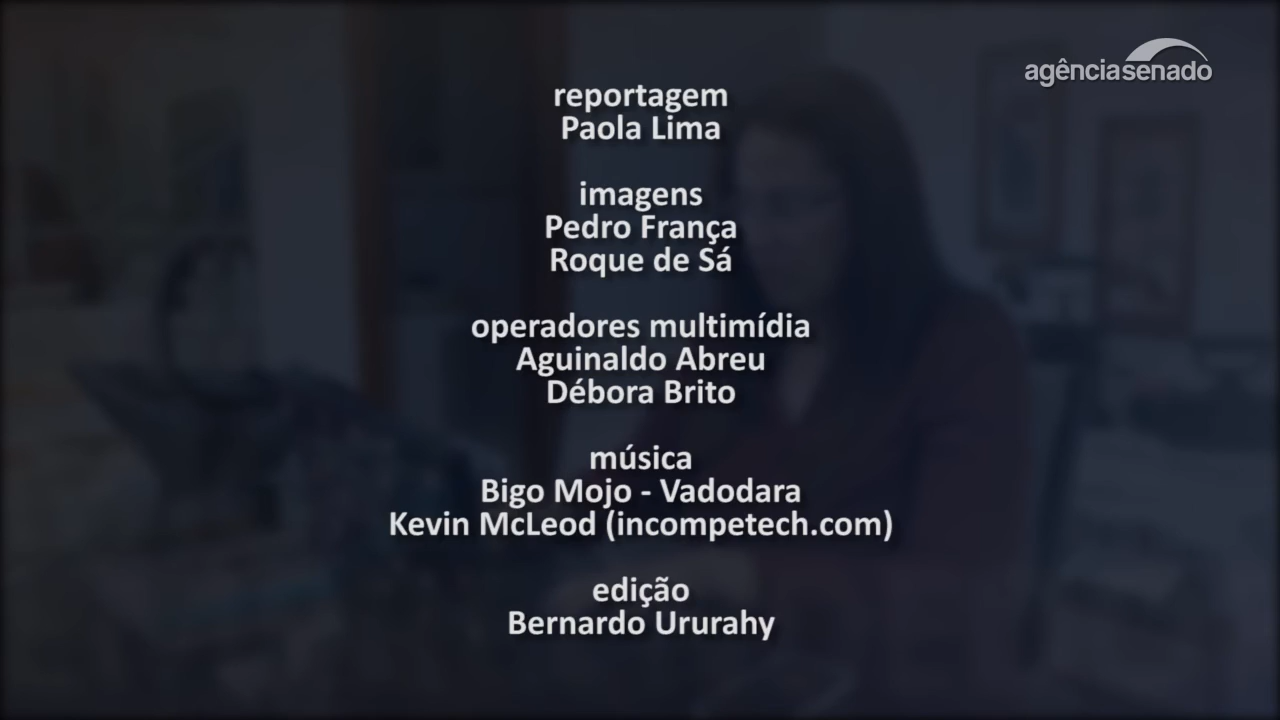 agênciasenado
reportagem
Paola Lima
imagens
Pedro França
Roque de Sá
operadores multimídia
Aguinaldo Abreu
Débora Brito
música
Bigo Mojo - Vadodara
Kevin McLeod (incompetech.com)
edição
Bernardo Ururahy